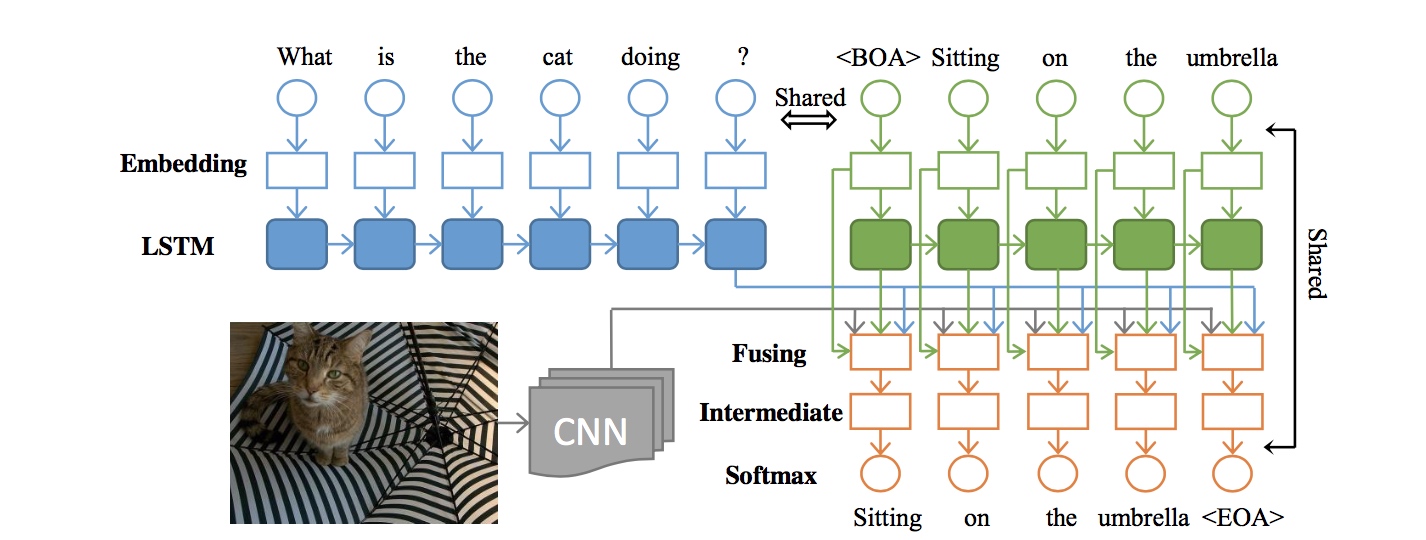 What is the cat doing ?
<BOA> Sitting on the umbrella
Shared
Embedding
LSTM
Shared
Fusing
Intermediate
CNN
Softmax
Sitting on the umbrella <EOA>